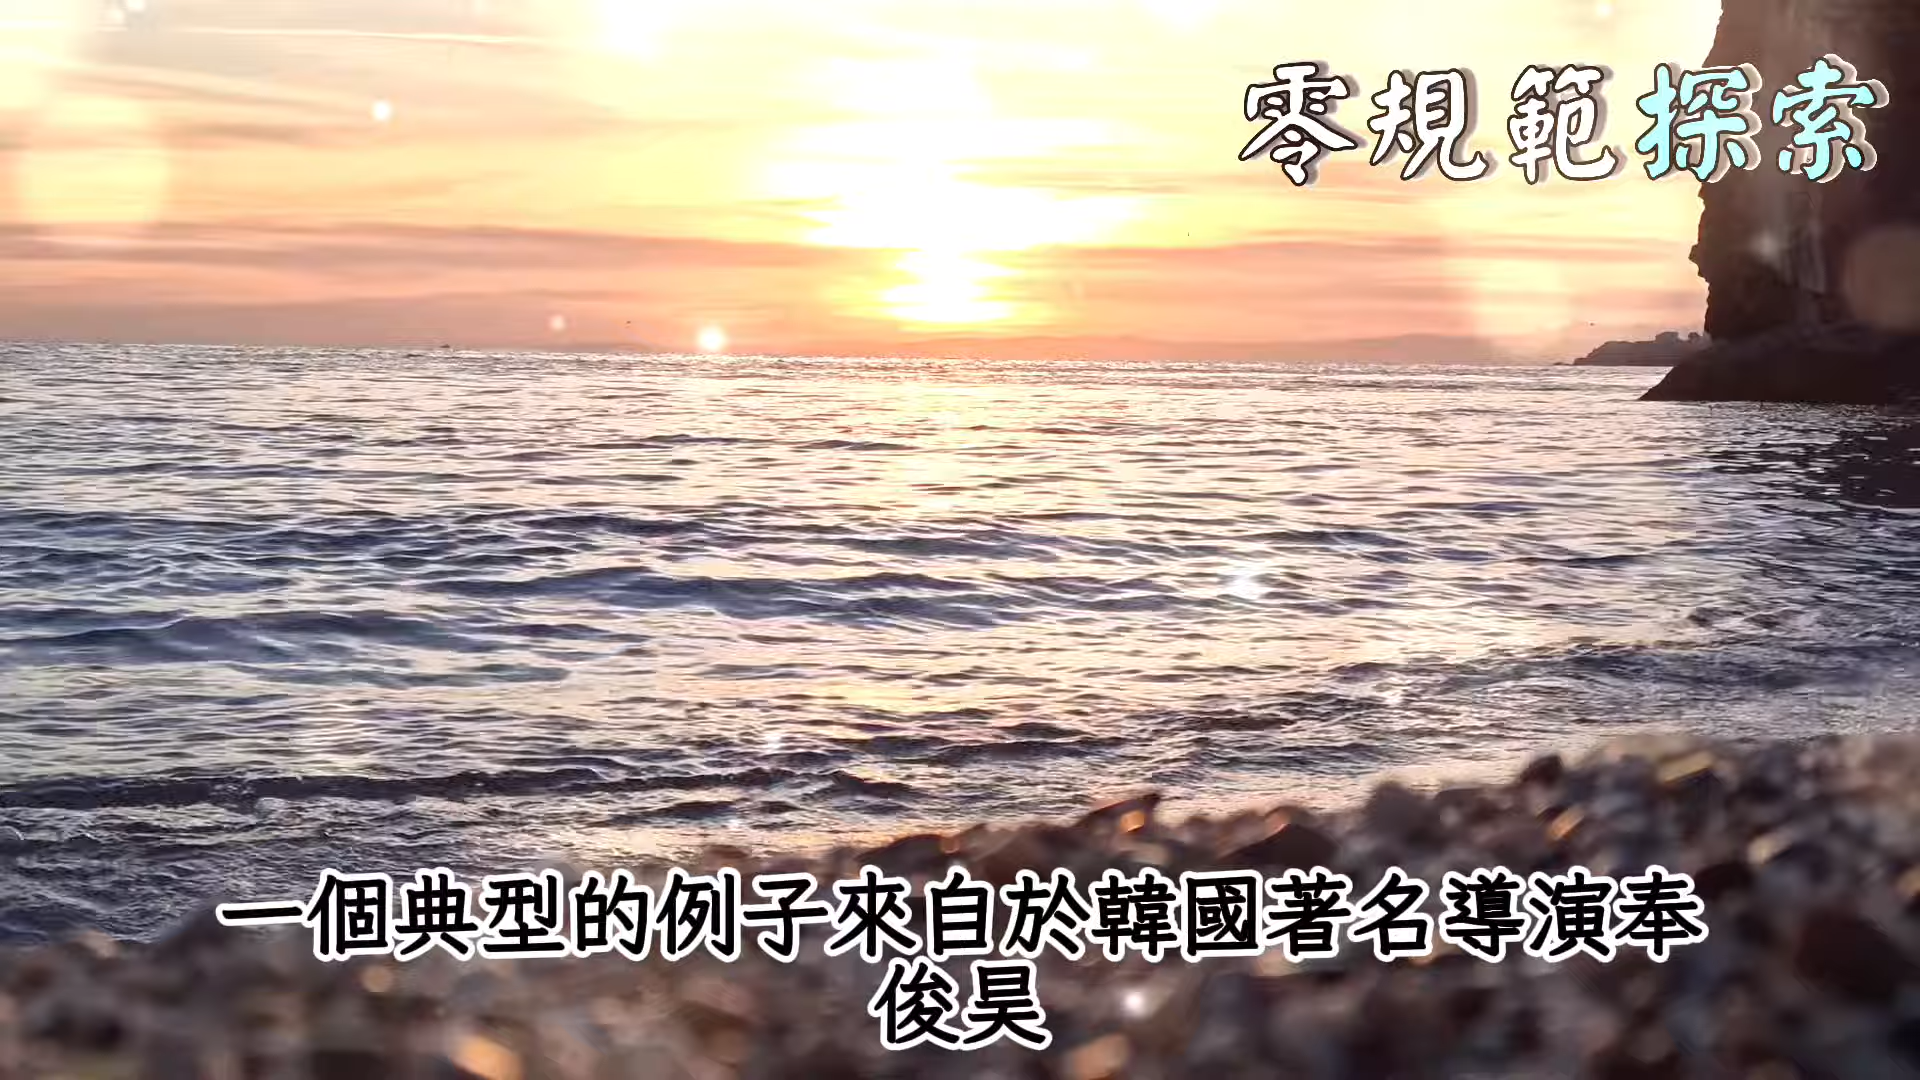 零規範探索
一個典型的例子來自於韓國著名導演奉
俊昊